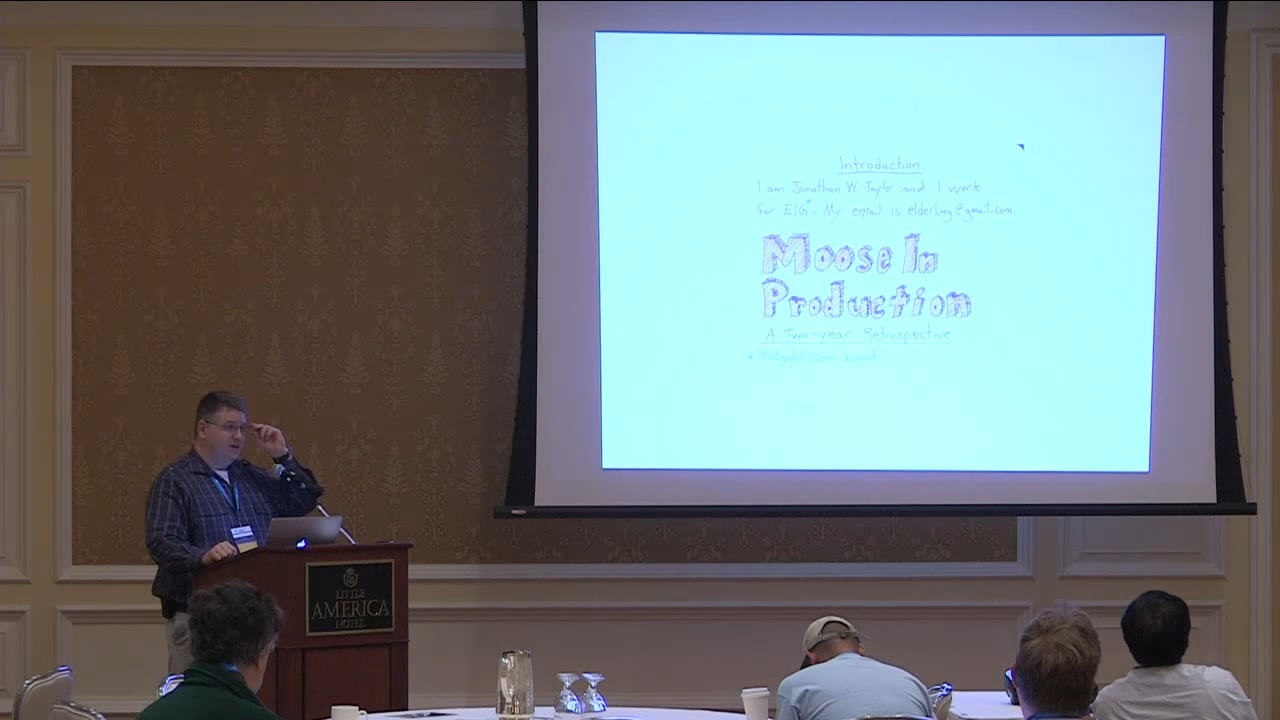 Introduction
I am Jonathan W. Taylor and I work
for EIG*. My email is elderling@gmail.com.
Moose In
Production
A Two-year Retrospective
*
LITTLE
AMERICA
HOTEL